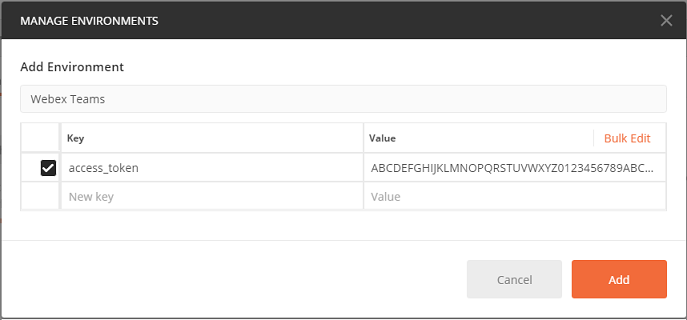 MANAGE ENVIRONMENTS
Add Environment
Webex Teams
Key Value Bulk Edit
access_token ABCDEFGHIJKLMNOPQRSTUVWXYZ0123456789ABC...
New key Value
Cancel Add